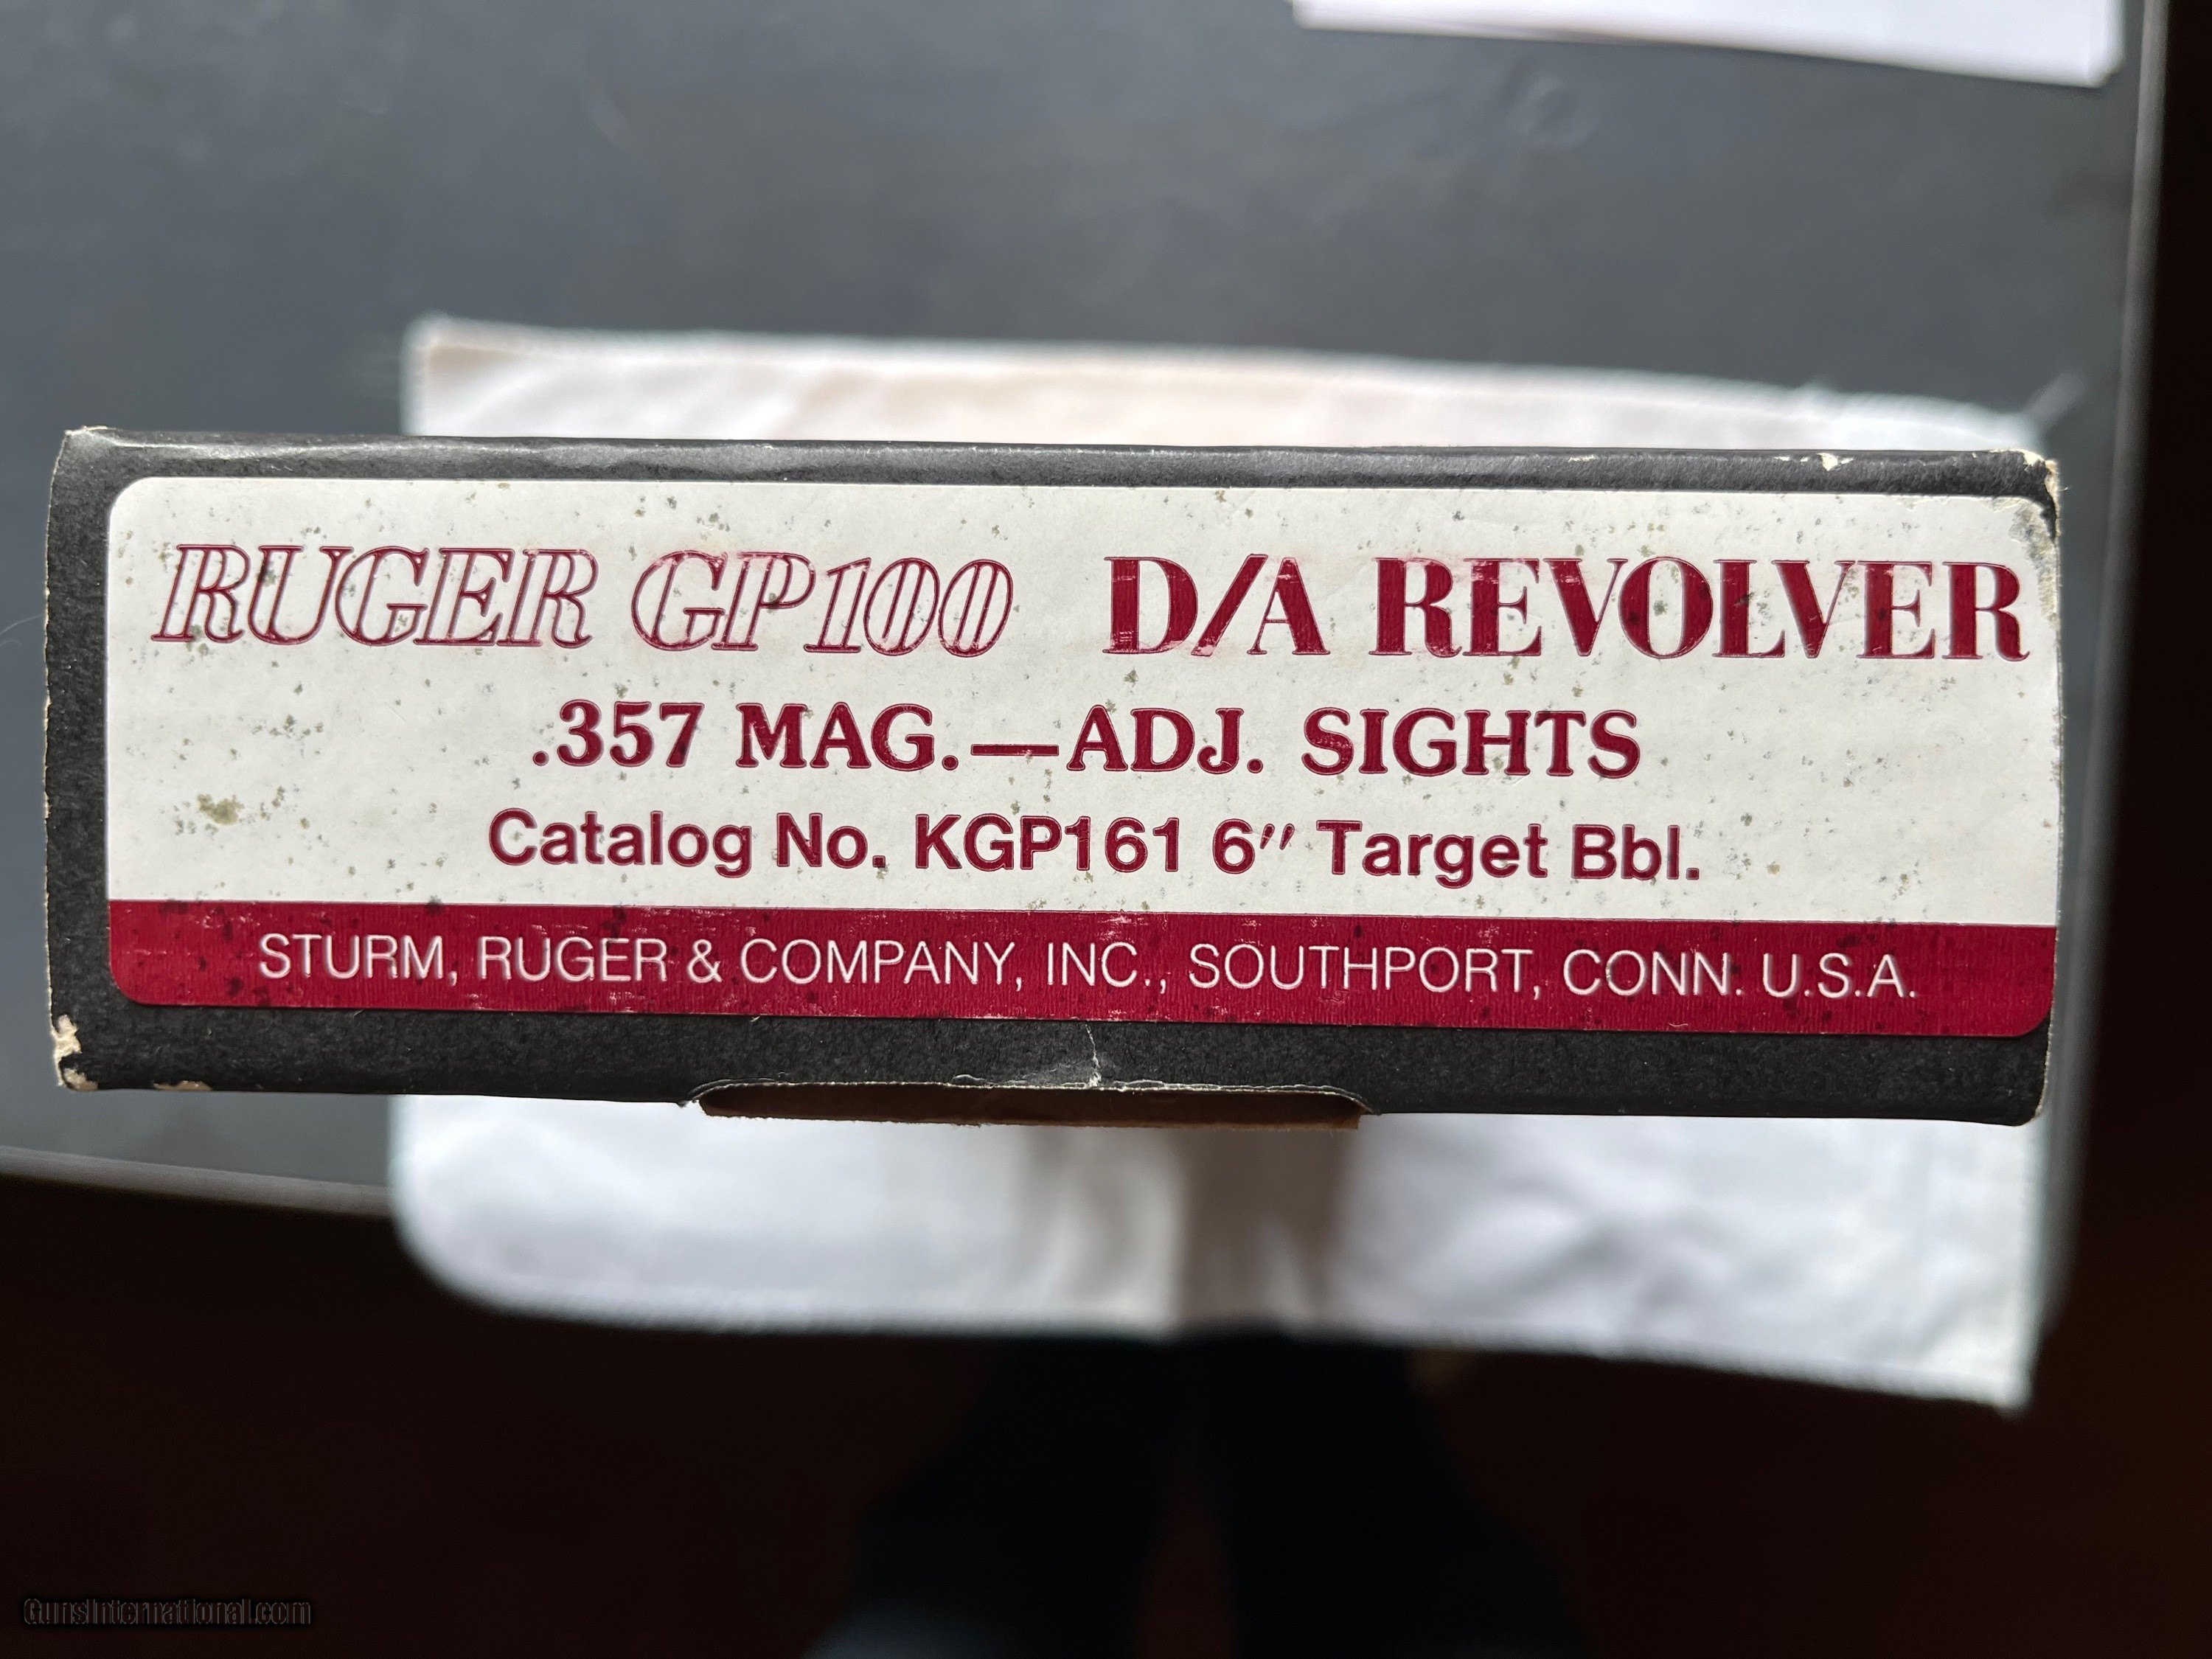 RUGER GP100 D/A REVOLVER
.357 MAG.—ADJ. SIGHTS
Catalog No. KGP161 6″ Target Bbl.
STURM, RUGER & COMPANY, INC., SOUTHPORT, CONN. U.S.A.
GunsInternational.com